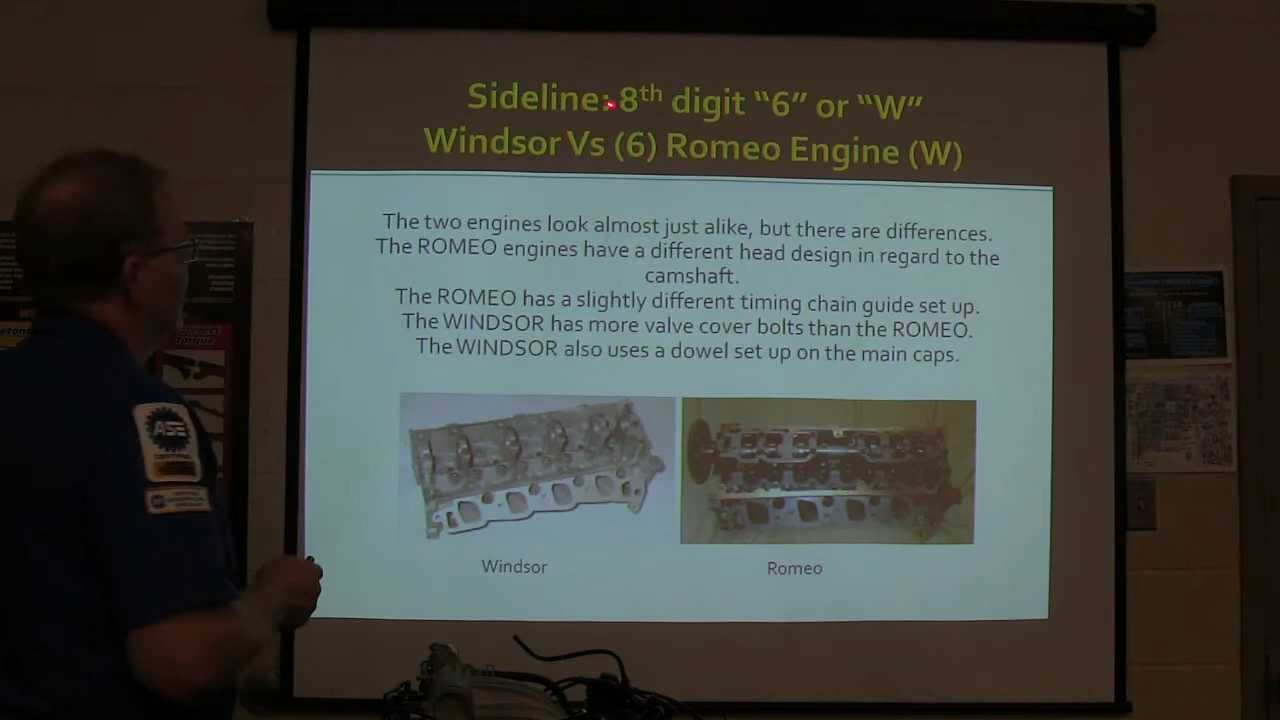 Sideline: 8th digit “6” or “W”
Windsor Vs (6) Romeo Engine (W)
The two engines look almost just alike, but there are differences.
The ROMEO engines have a different head design in regard to the
camshaft.
The ROMEO has a slightly different timing chain guide set up.
The WINDSOR has more valve cover bolts than the ROMEO.
The WINDSOR also uses a dowel set up on the main caps.
Windsor
Romeo
ASE